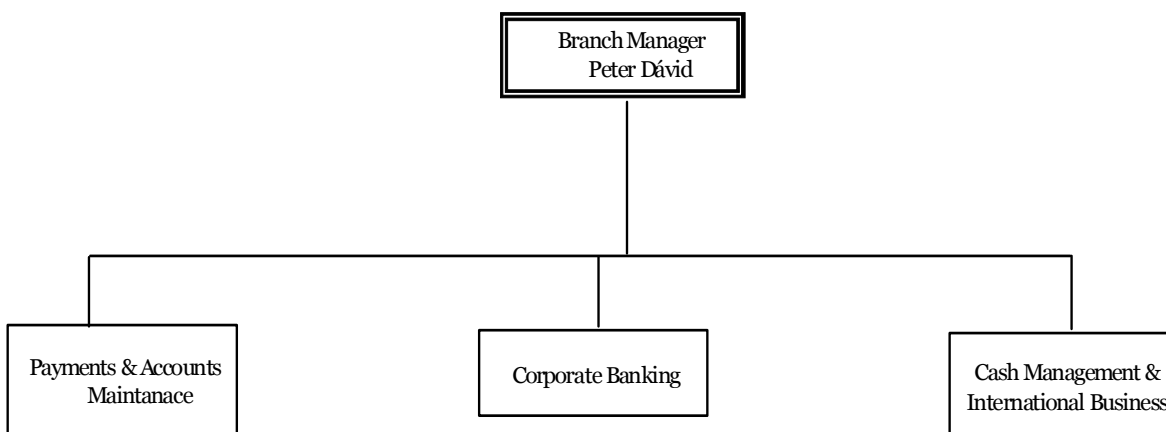 Branch Manager
Peter Dávid
Payments & Accounts
Maintanace
Corporate Banking
Cash Management &
International Business